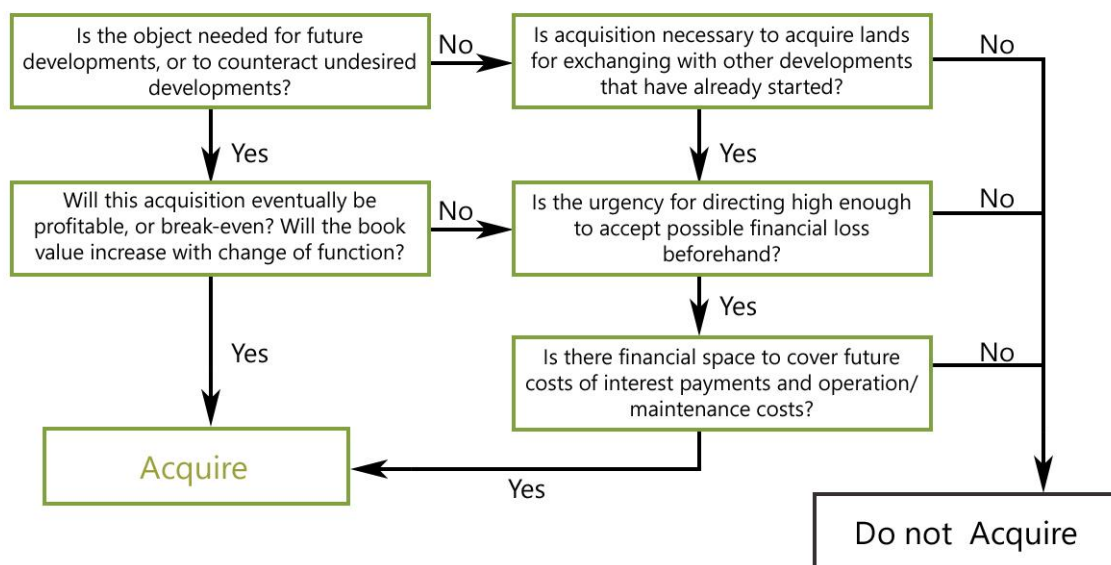 Is the object needed for future
developments, or to counteract undesired
developments?
No
Is acquisition necessary to acquire lands
for exchanging with other developments
that have already started?
No
Yes
Yes
Will this acquisition eventually be
profitable, or break-even? Will the book
value increase with change of function?
No
Is the urgency for directing high enough
to accept possible financial loss
beforehand?
No
Yes
Yes
Is there financial space to cover future
costs of interest payments and operation/
maintenance costs?
No
Acquire
Yes
Do not Acquire